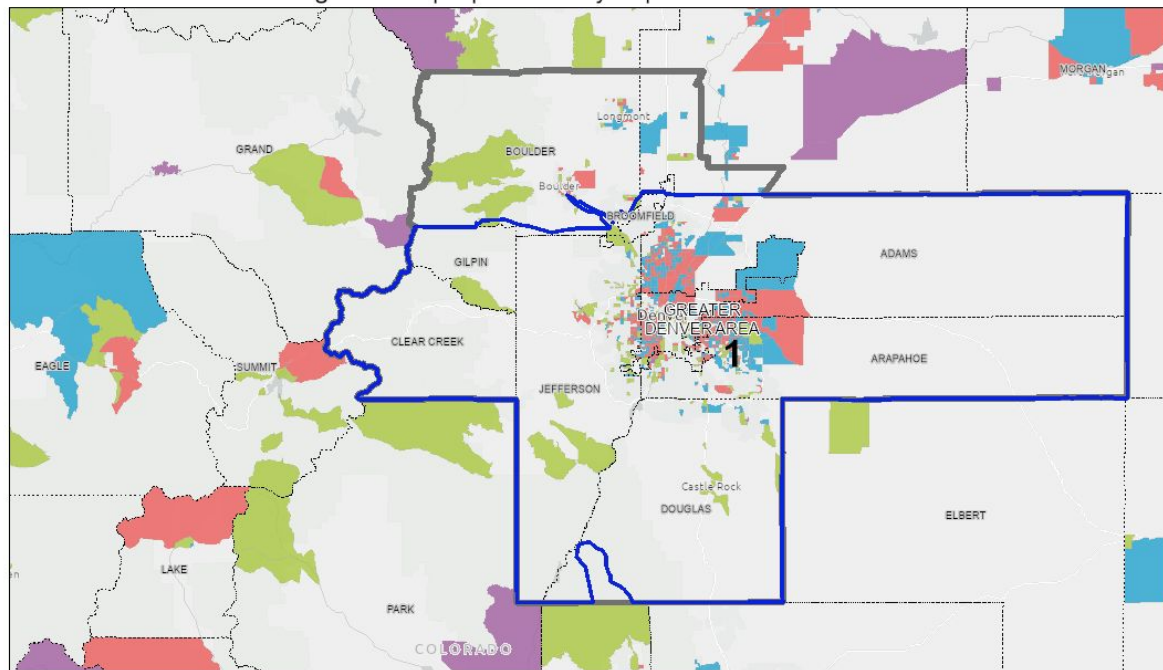 MORGAN
Longmont
GRAND
BOULDER
Boulder
BROOMFIELD
ADAMS
GILPIN
GREATER
DENVER AREA
1
CLEAR CREEK
ARAPAHOE
EAGLE
SUMMIT
JEFFERSON
Castle Rock
DOUGLAS
ELBERT
LAKE
PARK
COLORADO